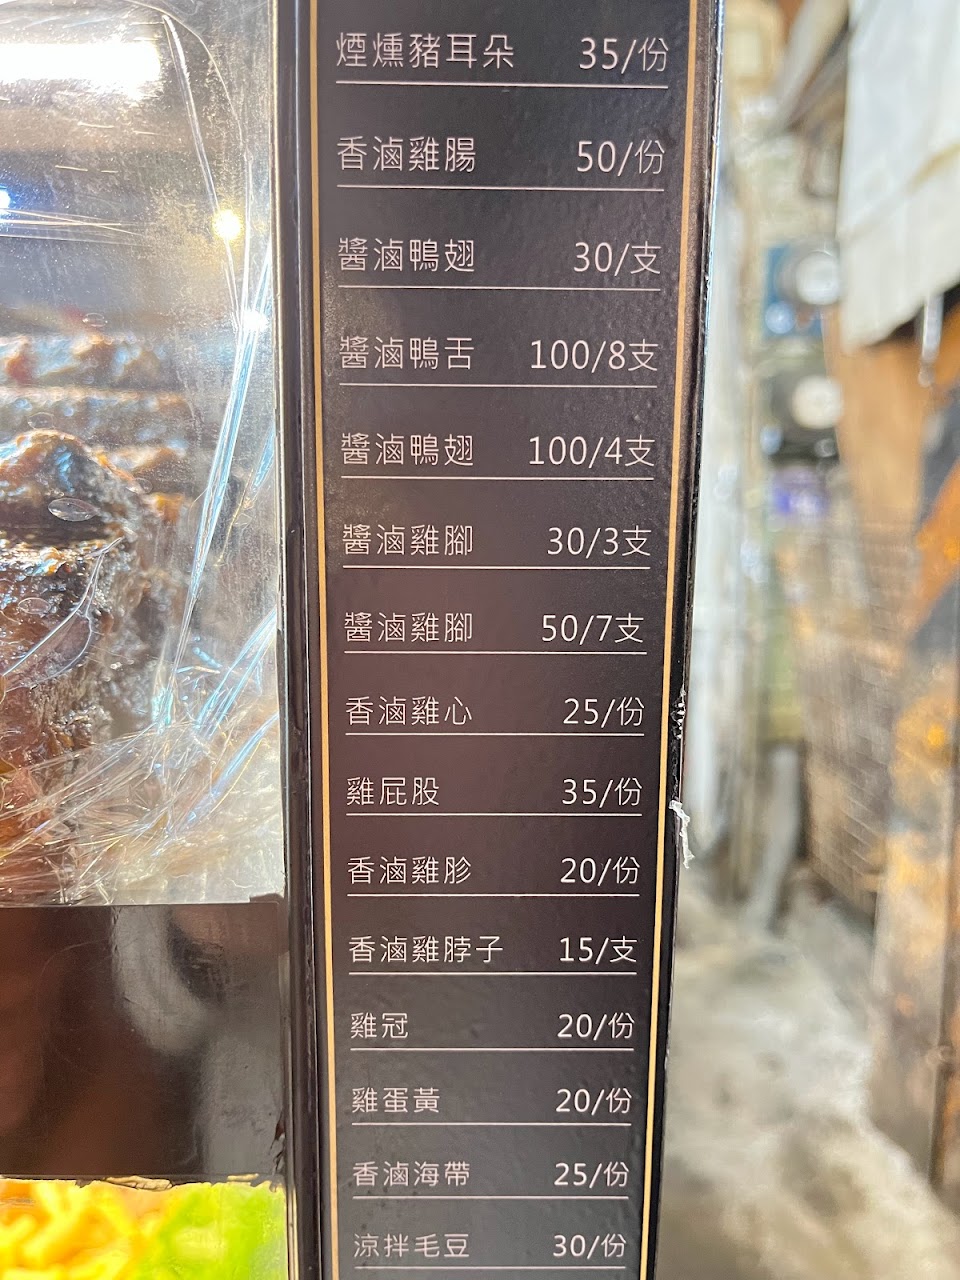 煙燻豬耳朵 35/份
香滷雞腸 50/份
醬滷鴨翅 30/支
醬滷鴨舌 100/8支
醬滷鴨翅 100/4支
醬滷雞腳 30/3支
醬滷雞腳 50/7支
香滷雞心 25/份
雞屁股 35/份
香滷雞胗 20/份
香滷雞脖子 15/支
雞冠 20/份
雞蛋黃 20/份
香滷海帶 25/份
涼拌毛豆 30/份